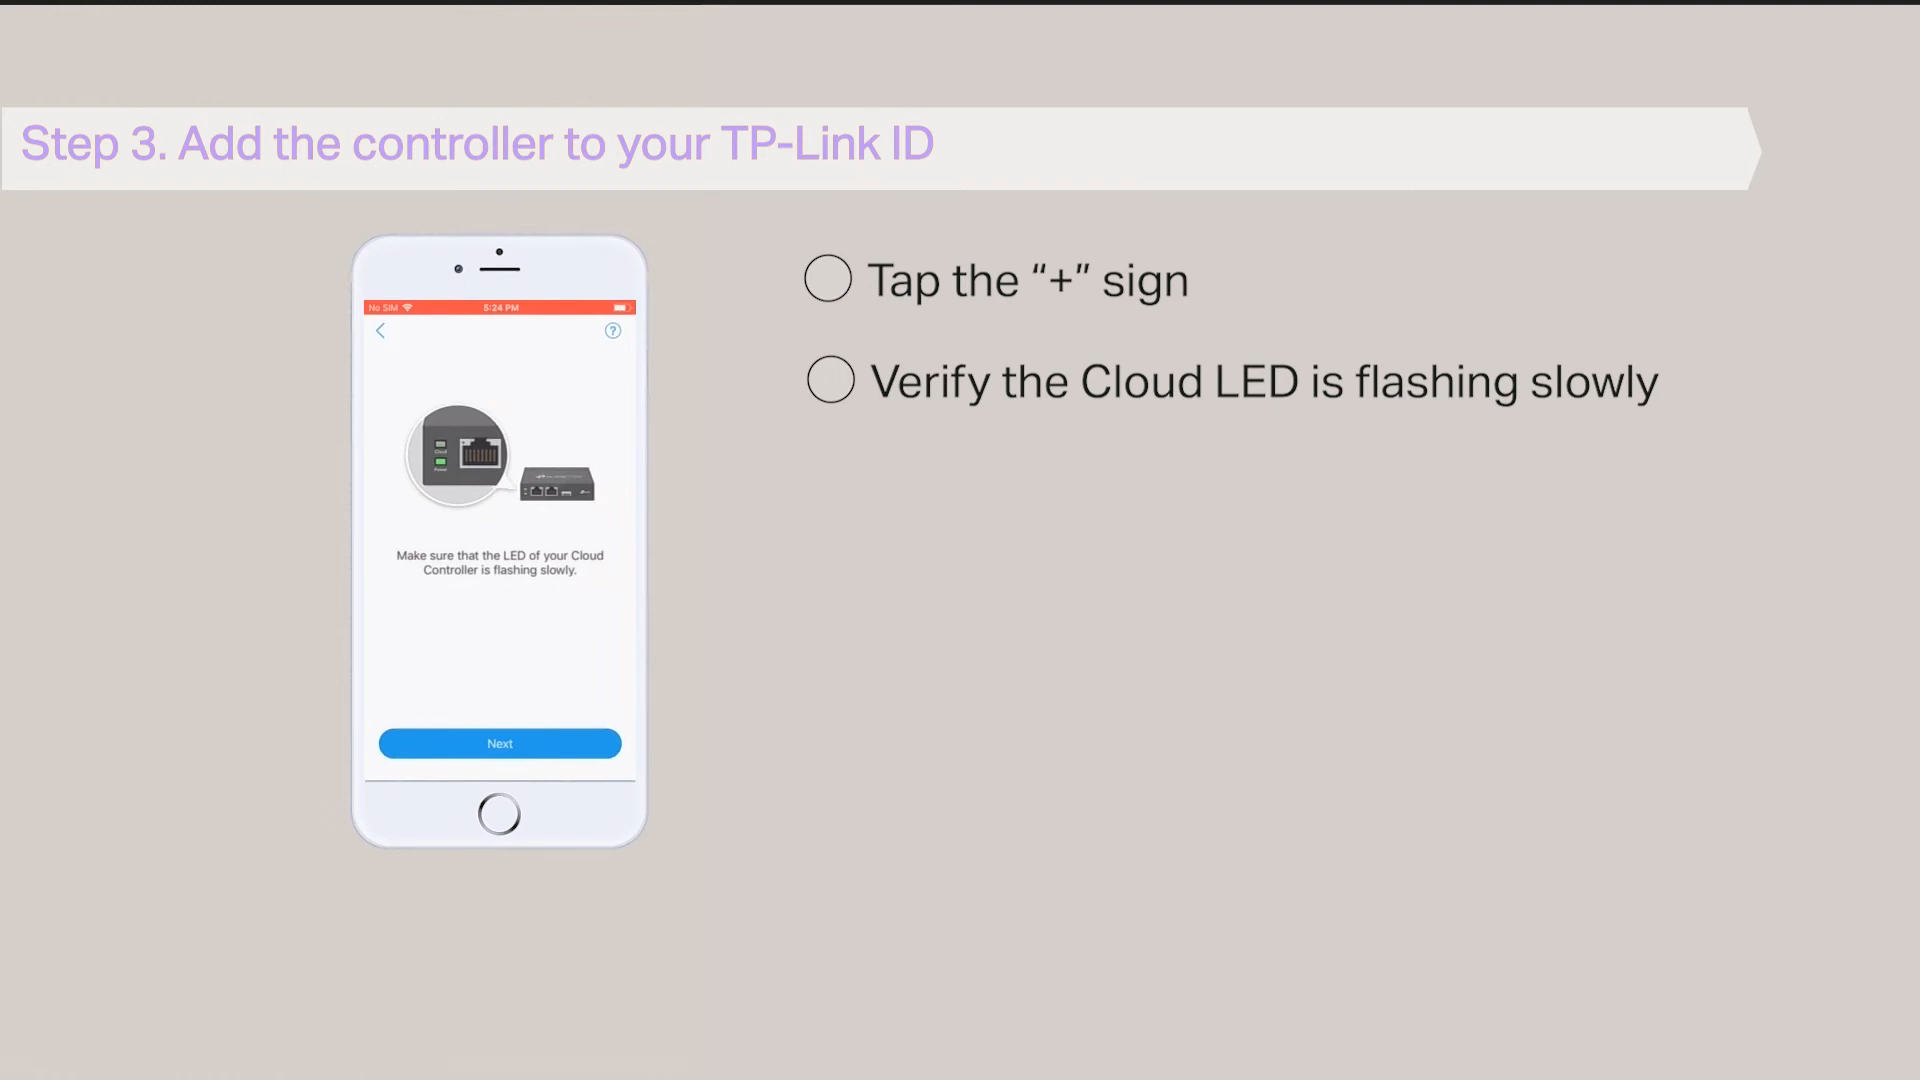 Step 3. Add the controller to your TP-Link ID
Tap the “+” sign
Verify the Cloud LED is flashing slowly
No SIM
5:24 PM
?
Cloud
Power
Make sure that the LED of your Cloud
Controller is flashing slowly.
Next